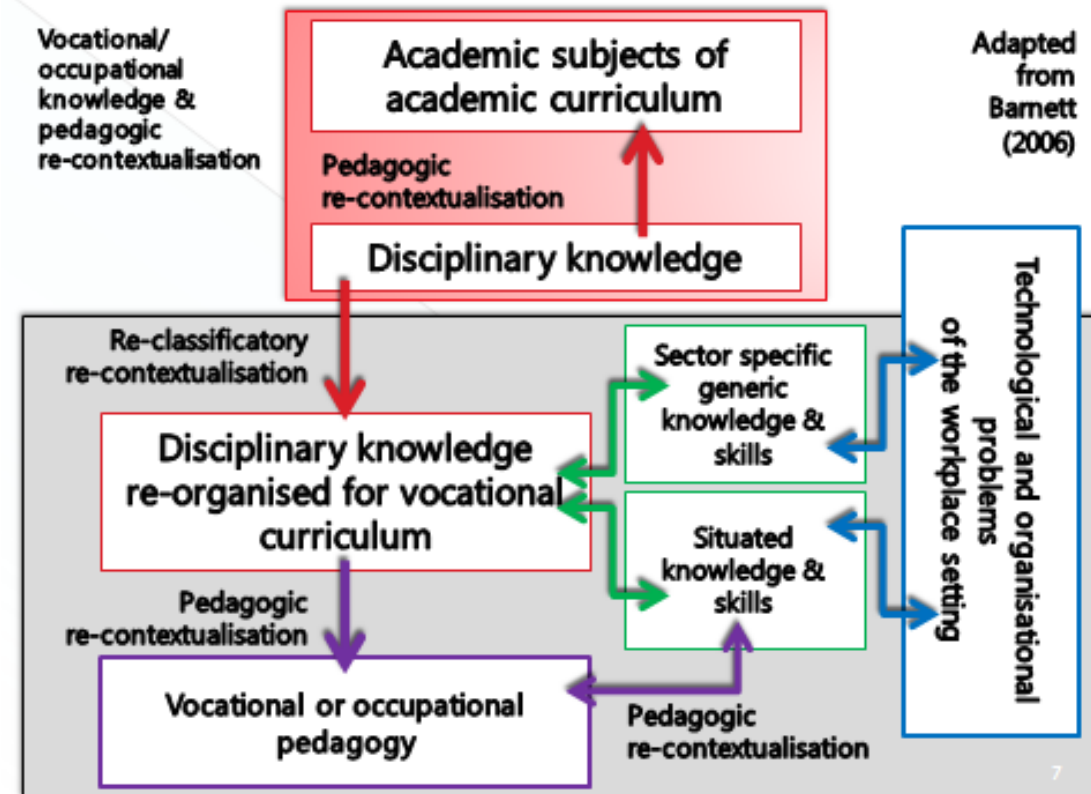 Vocational/
occupational
knowledge &
pedagogic
re-contextualisation
Academic subjects of
academic curriculum
Adapted
from
Barnett
(2006)
Pedagogic
re-contextualisation
Disciplinary knowledge
Re-classificatory
re-contextualisation
Disciplinary knowledge
re-organised for vocational
curriculum
Sector specific
generic
knowledge &
skills
Situated
knowledge &
skills
Technological and organisational
problems
of the workplace setting
Pedagogic
re-contextualisation
Vocational or occupational
pedagogy
Pedagogic
re-contextualisation
7